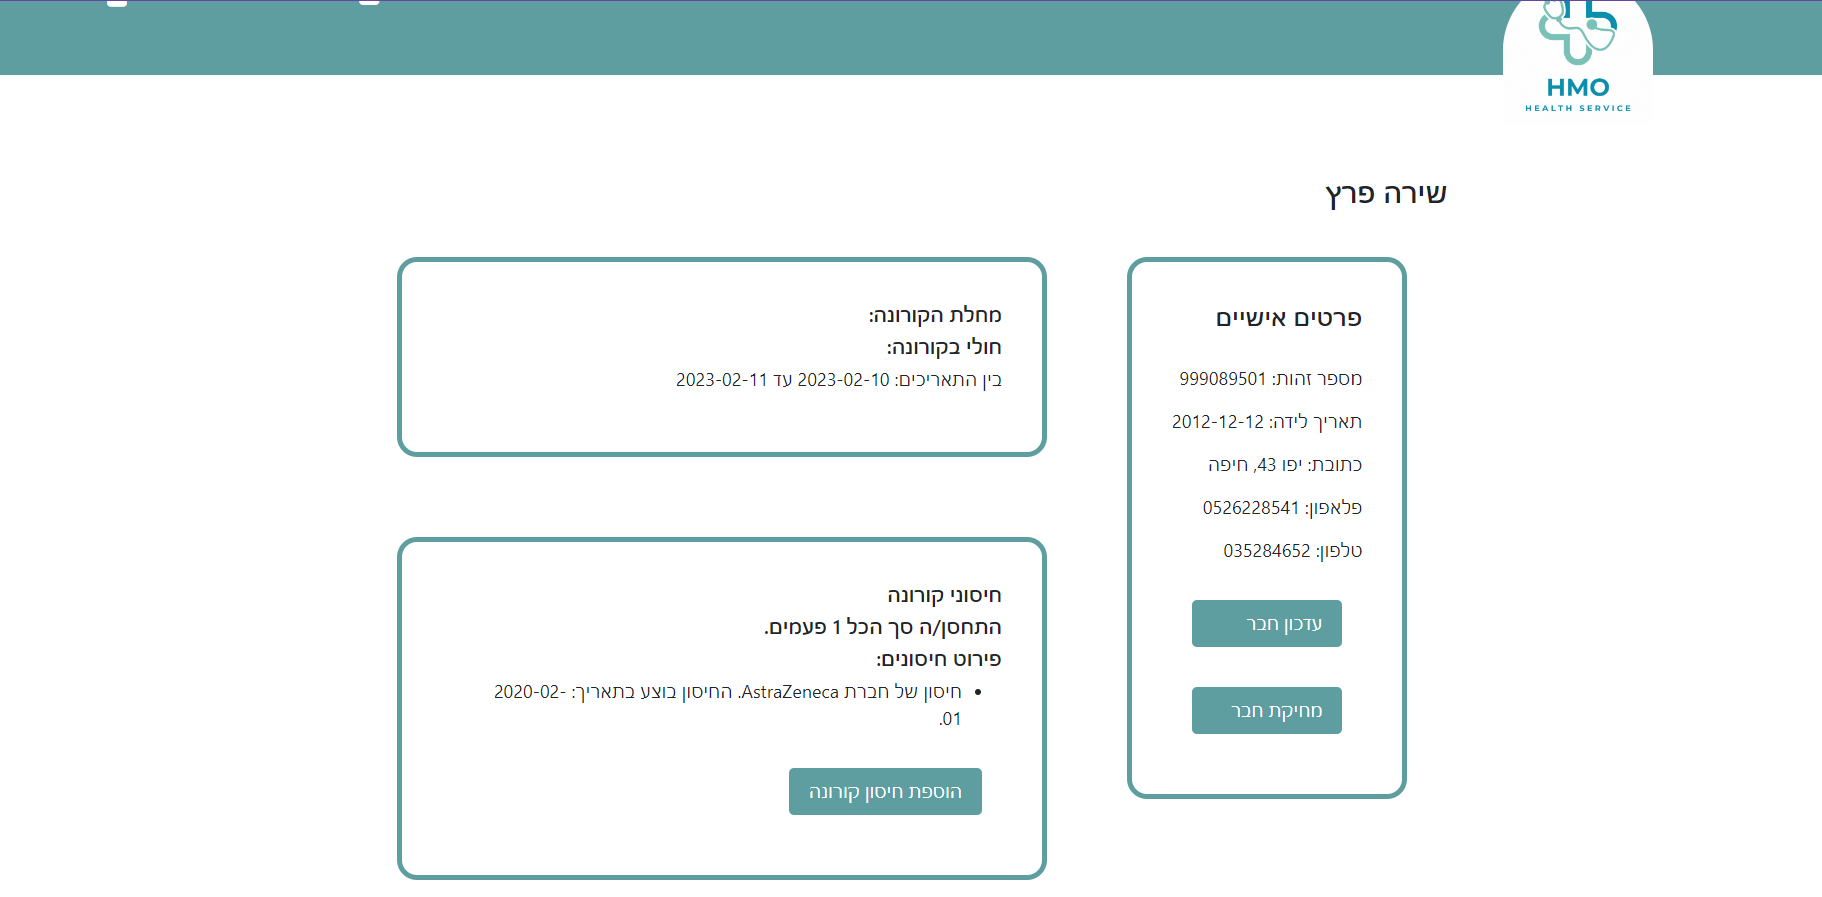 HMO
HEALTH SERVICE
שירה פרץ
פרטים אישיים
מספר זהות: 999089501
תאריך לידה: 2012-12-12
כתובת: יפו 43, חיפה
פלאפון: 0526228541
טלפון: 035284652
עדכון חבר
מחיקת חבר
מחלת הקורונה:
חולי בקורונה:
בין התאריכים: 2023-02-10 עד 2023-02-11
חיסוני קורונה
התחסן/ה סך הכל 1 פעמים.
פירוט חיסונים:
חיסון של חברת AstraZeneca. החיסון בוצע בתאריך: 2020-02-
01.
הוספת חיסון קורונה